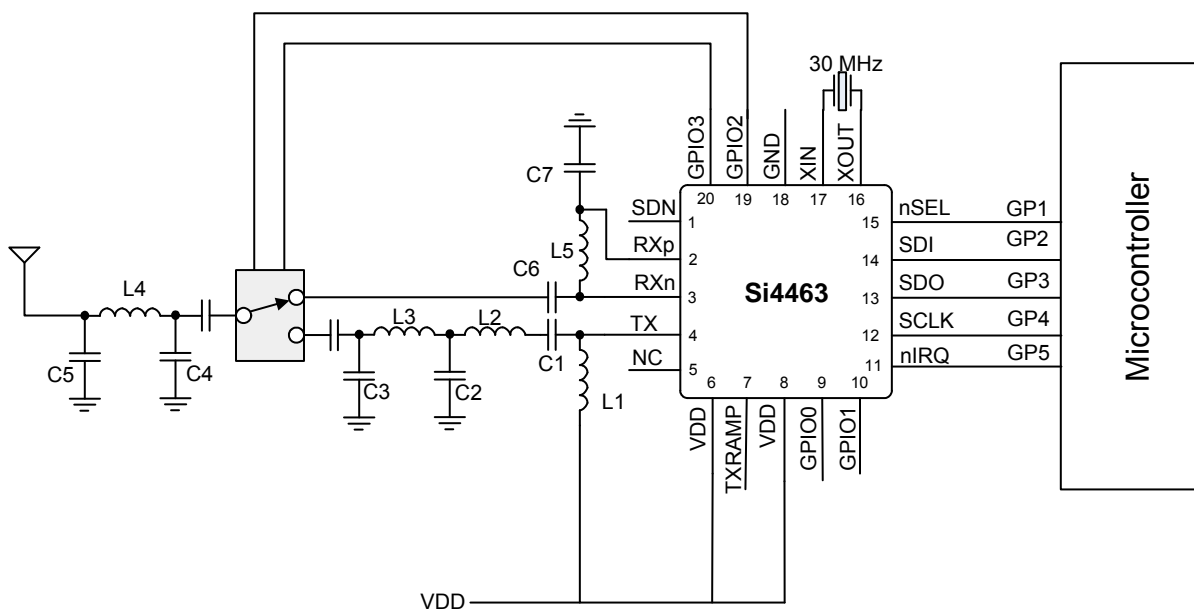 30 MHz
GPIO3
GPIO2
GND
XIN
XOUT
20
19
18
17
16
C7
SDN
1
15
nSEL
GP1
L5
RXp
2
14
SDI
GP2
C6
RXn
3
Si4463
13
SDO
GP3
L4
L3
L2
C1
TX
4
12
SCLK
GP4
NC
5
11
nIRQ
GP5
C5
C4
C3
C2
L1
6
7
8
9
10
VDD
TXRAMP
VDD
GPIO0
GPIO1
Microcontroller
VDD